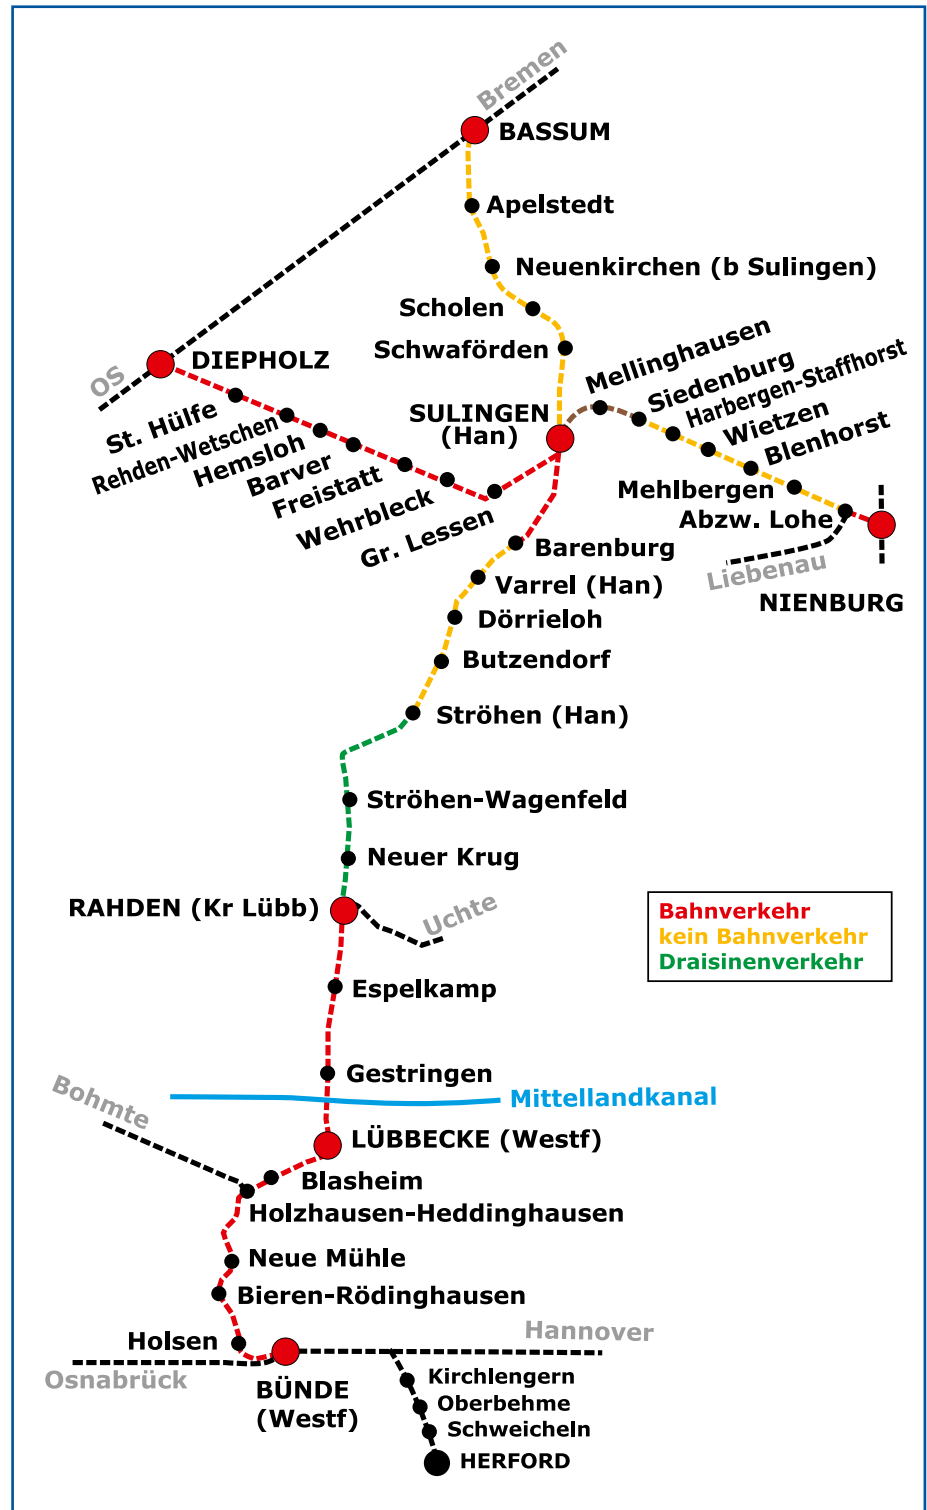 Bremen
BASSUM
Apelstedt
Neuenkirchen (b Sulingen)
Scholen
Schwaförden
Mellinghausen
Siedenburg
Harbergen-Staffhorst
Wietzen
Blenhorst
OS
DIEPHOLZ
St. Hülfe
Rehden-Wetschen
Hemsloh
Barver
Freistatt
Wehrbleck
Gr. Lessen
SULINGEN
(Han)
Mehlbergen
Abzw. Lohe
Liebenau
NIENBURG
Barenburg
Varrel (Han)
Dörrieloh
Butzendorf
Ströhen (Han)
Ströhen-Wagenfeld
Neuer Krug
RAHDEN (Kr Lübb)
Uchte
Bahnverkehr
kein Bahnverkehr
Draisinenverkehr
Espelkamp
Gestringen
Mittellandkanal
Bohmte
LÜBBECKE (Westf)
Blasheim
Holzhausen-Heddinghausen
Neue Mühle
Bieren-Rödinghausen
Holsen
Hannover
Osnabrück
BÜNDE
(Westf)
Kirchlengern
Oberbehme
Schweicheln
HERFORD